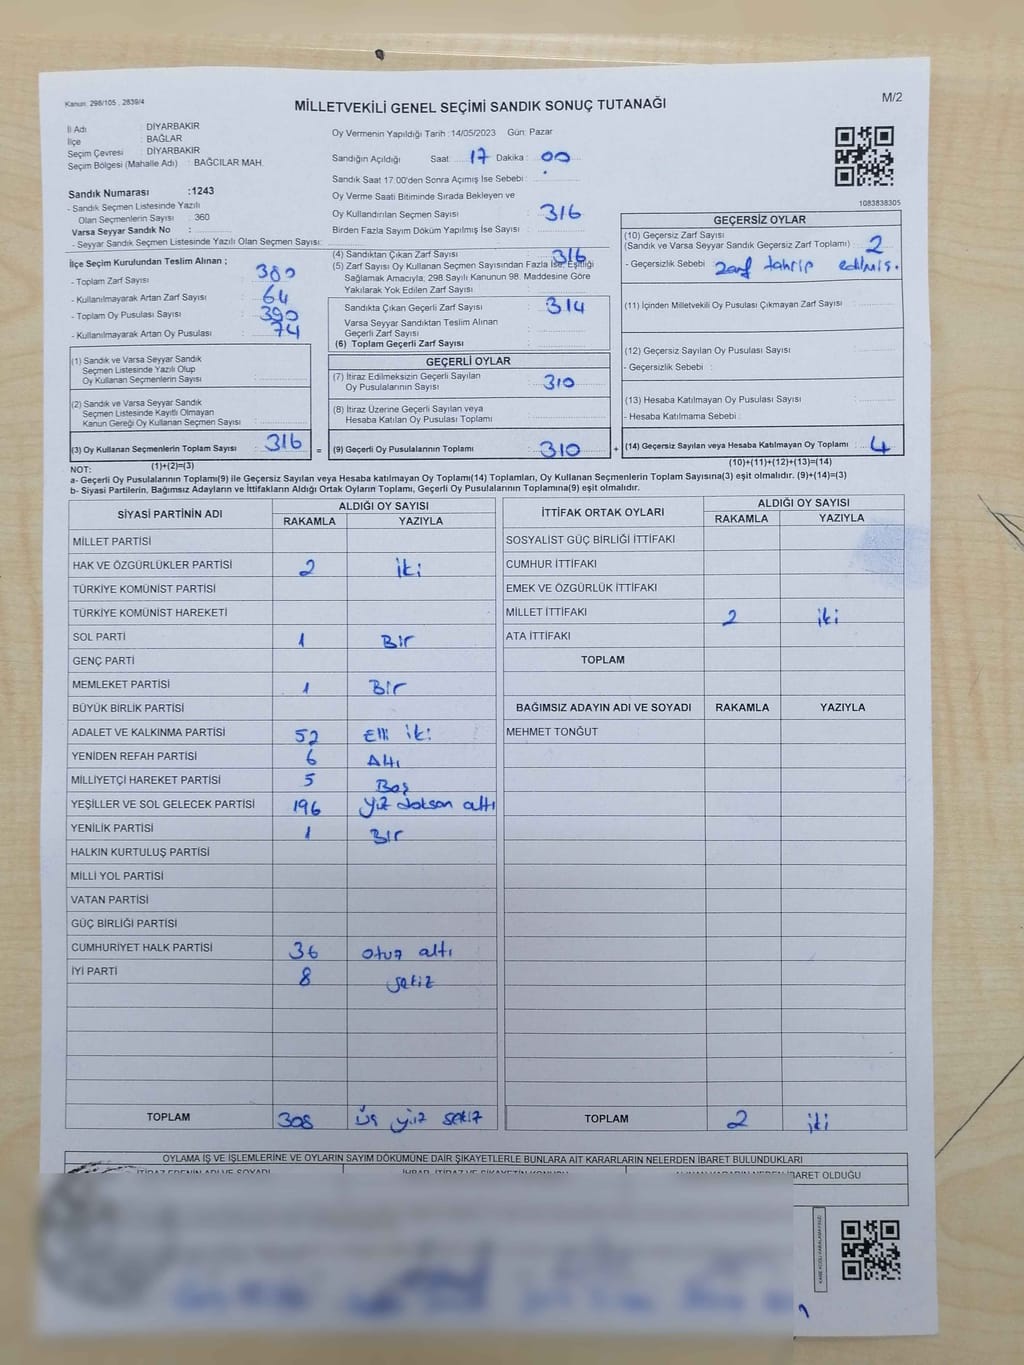 Kanun. 298/105 , 2839/4
MİLLETVEKİLİ GENEL SEÇİMİ SANDIK SONUÇ TUTANAĞI
M/2
İl Adı : DİYARBAKIR
İlçe : BAĞLAR
Seçim Çevresi : DİYARBAKIR
Seçim Bölgesi (Mahalle Adı) : BAĞCILAR MAH.
Sandık Numarası :1243
- Sandık Seçmen Listesinde Yazılı
Olan Seçmenlerin Sayısı : 360
Varsa Seyyar Sandık No :
- Seyyar Sandık Seçmen Listesinde Yazılı Olan Seçmen Sayısı:
Oy Vermenin Yapıldığı Tarih : 14/05/2023 Gün: Pazar
Sandığın Açıldığı Saat: 17 Dakika : 00
Sandık Saat 17:00'den Sonra Açımış İse Sebebi :
Oy Verme Saati Bitiminde Sırada Bekleyen ve
Oy Kullandırılan Seçmen Sayısı : 316
Birden Fazla Sayım Döküm Yapılmış İse Sayısı :
1083838305
İlçe Seçim Kurulundan Teslim Alınan ;
- Toplam Zarf Sayısı : 380
- Kullanılmayarak Artan Zarf Sayısı : 64
- Toplam Oy Pusulası Sayısı : 390
- Kullanılmayarak Artan Oy Pusulası : 74
(4) Sandıktan Çıkan Zarf Sayısı : 316
(5) Zarf Sayısı Oy Kullanan Seçmen Sayısından Fazla İse, Eşitliği
Sağlamak Amacıyla; 298 Sayılı Kanunun 98. Maddesine Göre
Yakılarak Yok Edilen Zarf Sayısı :
Sandıkta Çıkan Geçerli Zarf Sayısı : 314
Varsa Seyyar Sandıktan Teslim Alınan
Geçerli Zarf Sayısı :
(6) Toplam Geçerli Zarf Sayısı :
GEÇERSİZ OYLAR
(10) Geçersiz Zarf Sayısı
(Sandık ve Varsa Seyyar Sandık Geçersiz Zarf Toplamı) : 2
- Geçersizlik Sebebi : zarf tahrip edilmiş.
(11) İçinden Milletvekili Oy Pusulası Çıkmayan Zarf Sayısı :
(12) Geçersiz Sayılan Oy Pusulası Sayısı :
- Geçersizlik Sebebi :
(13) Hesaba Katılmayan Oy Pusulası Sayısı :
- Hesaba Katılmama Sebebi :
(14) Geçersiz Sayılan veya Hesaba Katılmayan Oy Toplamı : 4
(10)+(11)+(12)+(13)=(14)
(1) Sandık ve Varsa Seyyar Sandık
Seçmen Listesinde Yazılı Olup
Oy Kullanan Seçmenlerin Sayısı :
(2) Sandık ve Varsa Seyyar Sandık
Seçmen Listesinde Kayıtlı Olmayan
Kanun Gereği Oy Kullanan Seçmen Sayısı :
(3) Oy Kullanan Seçmenlerin Toplam Sayısı : 316 =
(1)+(2)=(3)
GEÇERLİ OYLAR
(7) İtiraz Edilmeksizin Geçerli Sayılan
Oy Pusulalarının Sayısı : 310
(8) İtiraz Üzerine Geçerli Sayılan veya
Hesaba Katılan Oy Pusulası Toplamı :
(9) Geçerli Oy Pusulalarının Toplamı : 310 +
NOT:
a- Geçerli Oy Pusulalarının Toplamı(9) ile Geçersiz Sayılan veya Hesaba katılmayan Oy Toplamı(14) Toplamları, Oy Kullanan Seçmenlerin Toplam Sayısına(3) eşit olmalıdır. (9)+(14)=(3)
b- Siyasi Partilerin, Bağımsız Adayların ve İttifakların Aldığı Ortak Oyların Toplamı, Geçerli Oy Pusulalarının Toplamına(9) eşit olmalıdır.
SİYASİ PARTİNİN ADI ALDIĞI OY SAYISI
RAKAMLA YAZIYLA
MİLLET PARTİSİ
HAK VE ÖZGÜRLÜKLER PARTİSİ 2 iki
TÜRKİYE KOMÜNİST PARTİSİ
TÜRKİYE KOMÜNİST HAREKETİ
SOL PARTİ 1 Bir
GENÇ PARTİ
MEMLEKET PARTİSİ 1 Bir
BÜYÜK BİRLİK PARTİSİ
ADALET VE KALKINMA PARTİSİ 52 Elli iki
YENİDEN REFAH PARTİSİ 6 Altı
MİLLİYETÇİ HAREKET PARTİSİ 5 Beş
YEŞİLLER VE SOL GELECEK PARTİSİ 196 yüz doksan altı
YENİLİK PARTİSİ 1 Bir
HALKIN KURTULUŞ PARTİSİ
MİLLİ YOL PARTİSİ
VATAN PARTİSİ
GÜÇ BİRLİĞİ PARTİSİ
CUMHURİYET HALK PARTİSİ 36 otuz altı
İYİ PARTİ 8 sekiz
TOPLAM 308 üç yüz sekiz
İTTİFAK ORTAK OYLARI ALDIĞI OY SAYISI
RAKAMLA YAZIYLA
SOSYALİST GÜÇ BİRLİĞİ İTTİFAKI
CUMHUR İTTİFAKI
EMEK VE ÖZGÜRLÜK İTTİFAKI
MİLLET İTTİFAKI 2 iki
ATA İTTİFAKI
TOPLAM
BAĞIMSIZ ADAYIN ADI VE SOYADI RAKAMLA YAZIYLA
MEHMET TONĞUT
TOPLAM 2 iki
OYLAMA İŞ VE İŞLEMLERİNE VE OYLARIN SAYIM DÖKÜMÜNE DAİR ŞİKAYETLERLE BUNLARA AİT KARARLARIN NELERDEN İBARET BULUNDUKLARI
İTİRAZ EDENİN ADI VE SOYADI İHBAR, İTİRAZ VE ŞİKAYETİN KONUSU ALINAN KARARIN NEDEN İBARET OLDUĞU